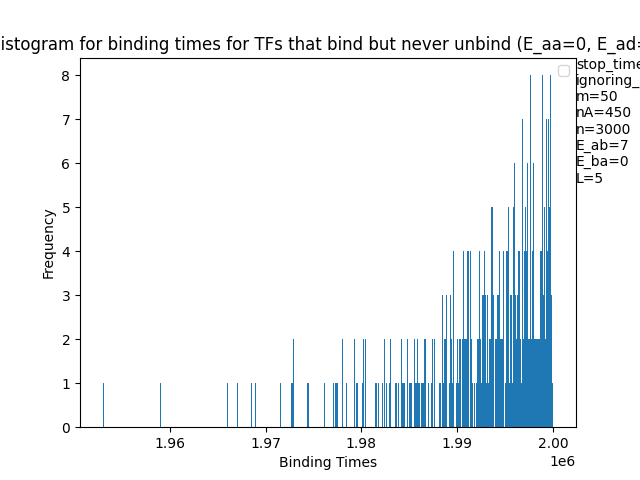 istogram for binding times for TFs that bind but never unbind (E_aa=0, E_ad=
stop_time
ignoring_
m=50
nA=450
n=3000
E_ab=7
E_ba=0
L=5
Frequency
8
7
6
5
4
3
2
1
0
1.96 1.97 1.98 1.99 2.00
1e6
Binding Times